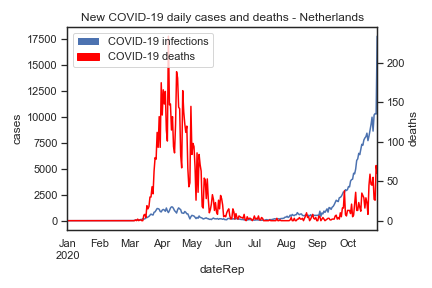 New COVID-19 daily cases and deaths - Netherlands
COVID-19 infections
COVID-19 deaths
17500
15000
12500
10000
7500
5000
2500
0
cases
200
150
100
50
0
deaths
Jan Feb Mar Apr May Jun Jul Aug Sep Oct
2020
dateRep